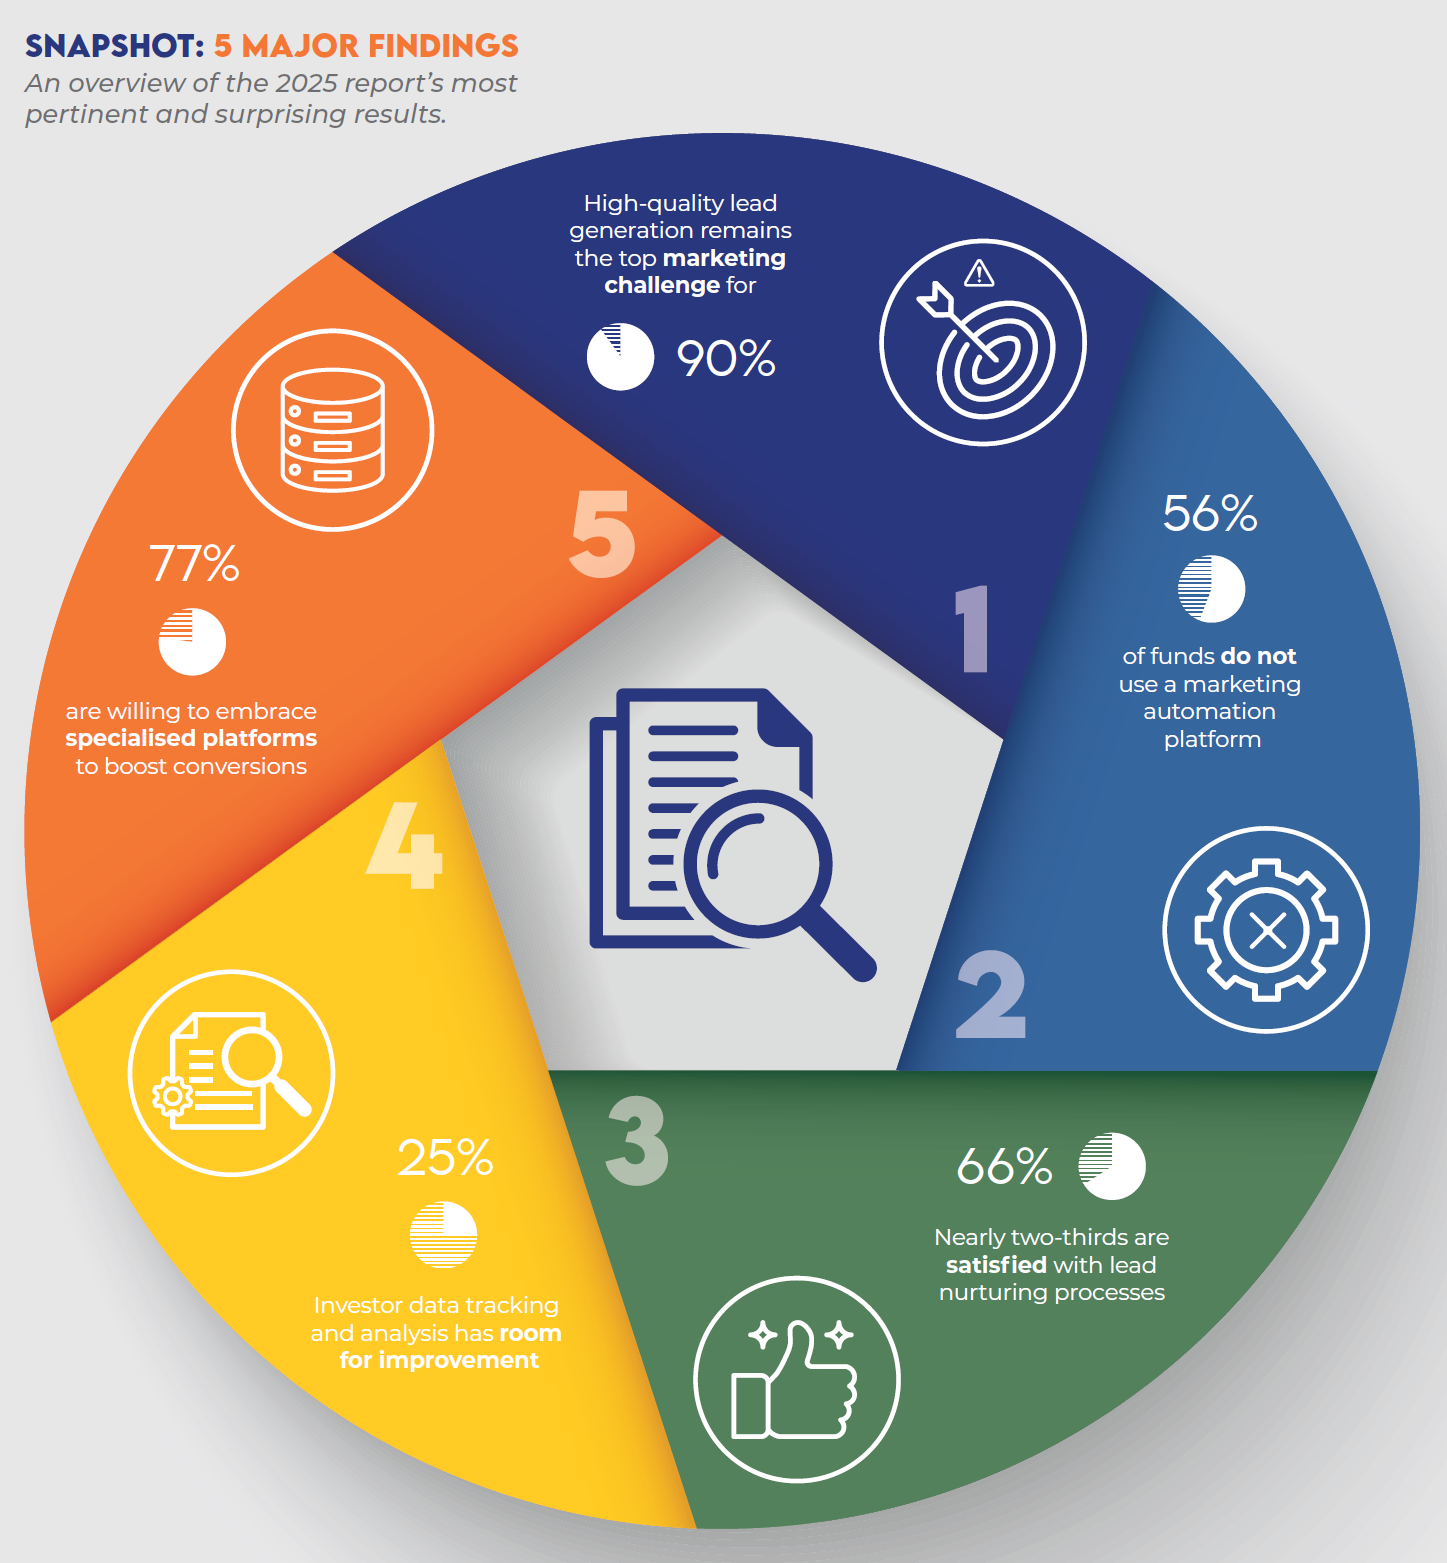 SNAPSHOT: 5 MAJOR FINDINGS
An overview of the 2025 report's most
pertinent and surprising results.
High-quality lead
generation remains
the top marketing
challenge for
90%
1
56%
of funds do not
use a marketing
automation
platform
2
3
66%
Nearly two-thirds are
satisfied with lead
nurturing processes
4
25%
Investor data tracking
and analysis has room
for improvement
5
77%
are willing to embrace
specialised platforms
to boost conversions